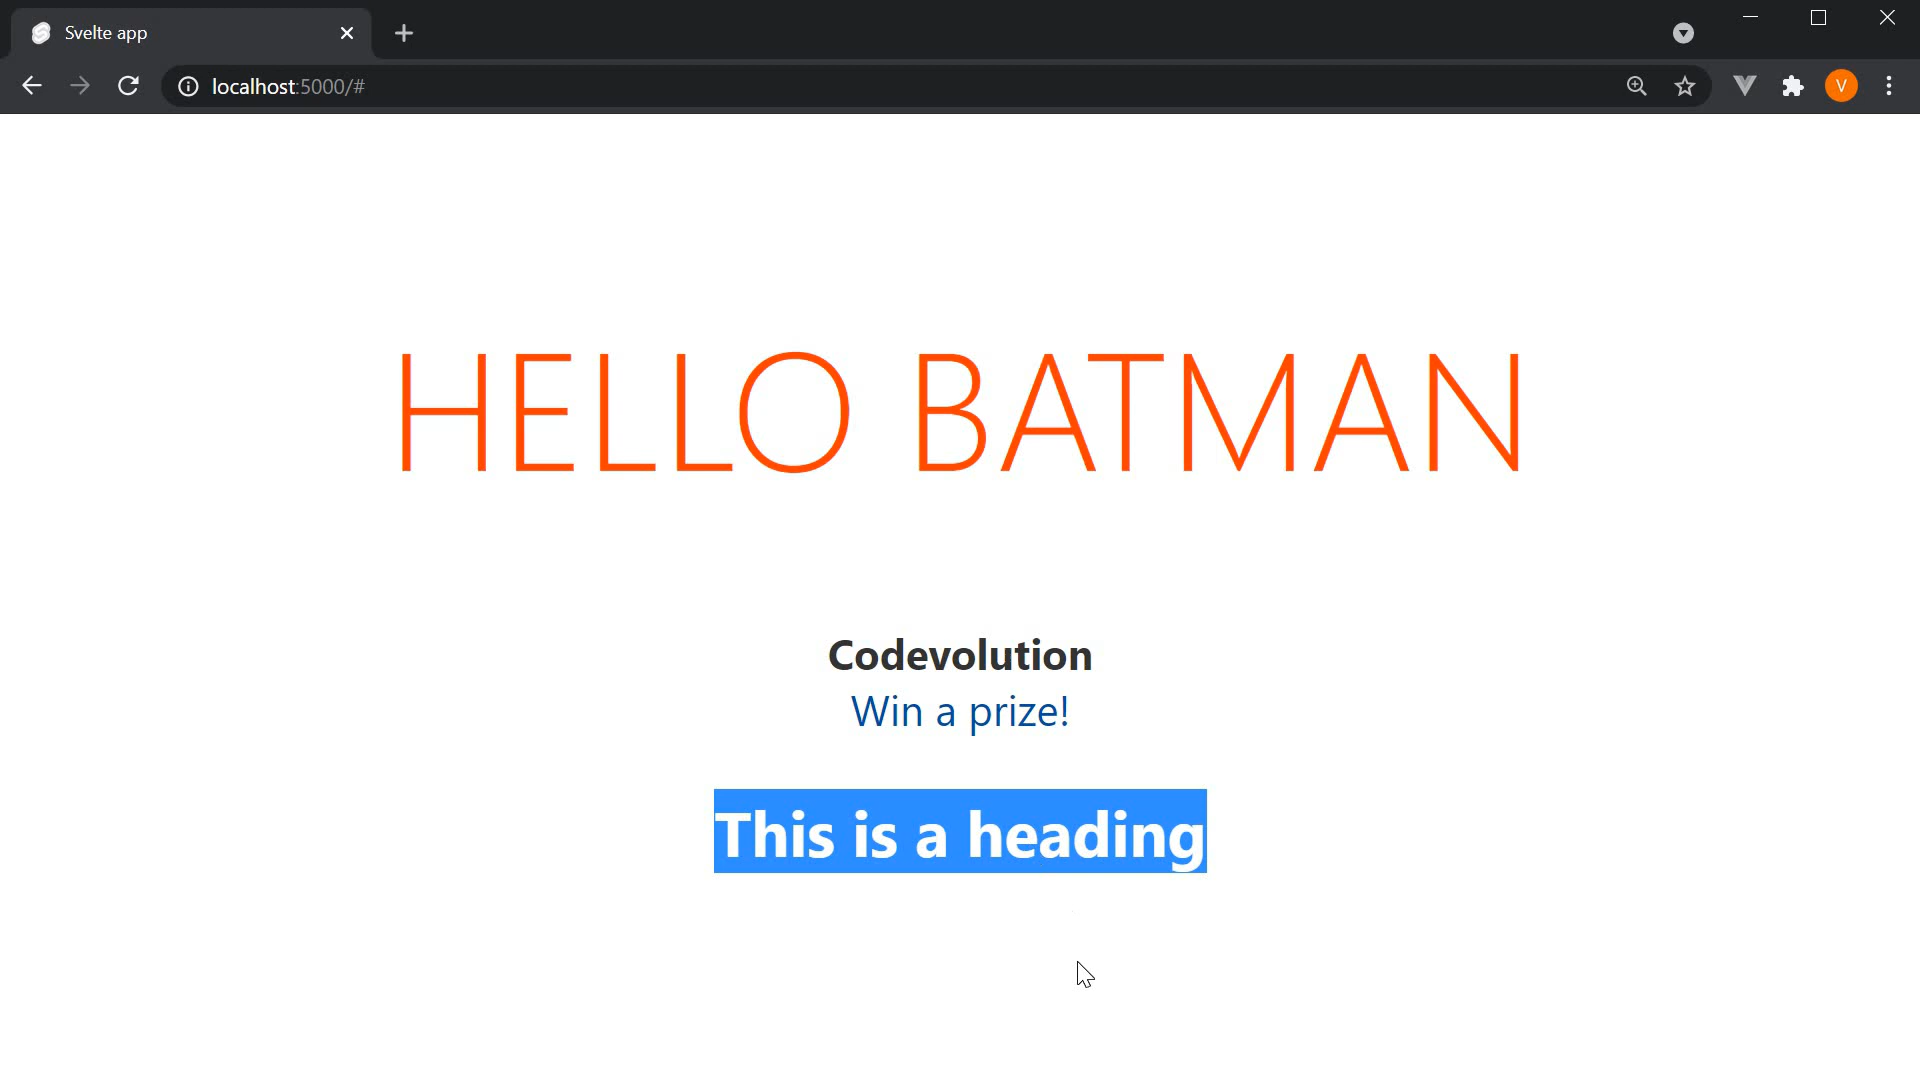 Svelte app
localhost:5000/#
V
HELLO BATMAN
Codevolution
Win a prize!
This is a heading